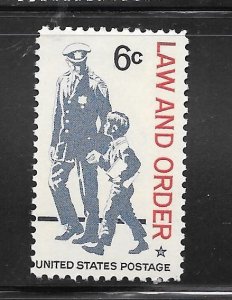 6c
LAW AND ORDER
UNITED STATES POSTAGE